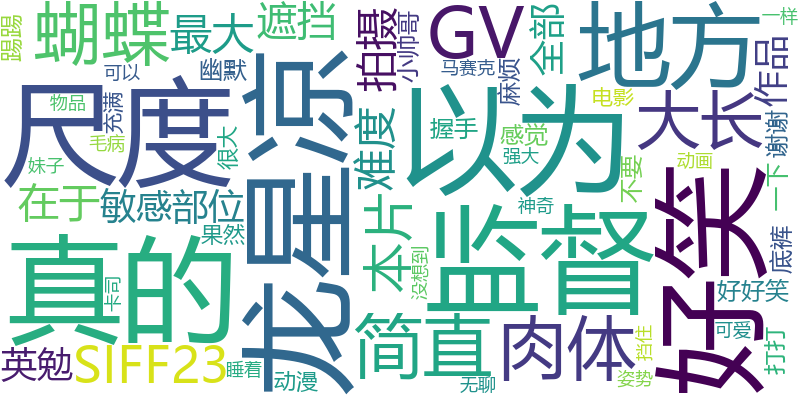 踢踢
蝴蝶
最大
遮挡
可以
幽默
拍摄
小帅哥
GV
马赛克
麻烦
全部
地方
一样
作品
尺度
物品
充满
毛病
很大
妹子
龙星凉
难度
握手
以为
感觉
强大
电影
大长
谢谢
动画
不要
一下
在于
敏感部位
果然
本片
没想到
监督
神奇
好笑
底裤
好好笑
真的
卡司
简直
肉体
可爱
挡住
打打
英勉
SIFF23
睡着
动漫
无聊
姿势